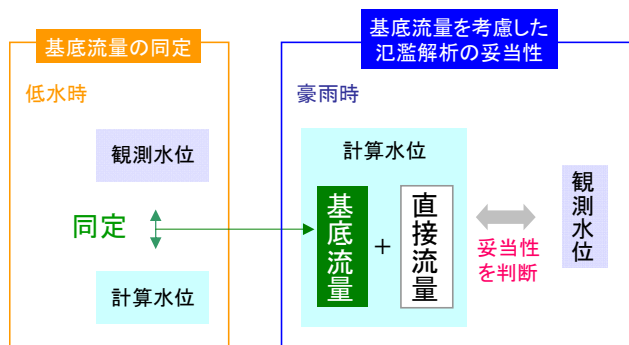 基底流量の同定
低水時
観測水位
同定
計算水位
基底流量を考慮した
氾濫解析の妥当性
豪雨時
計算水位
基底流量
+
直接流量
妥当性
を判断
観測水位